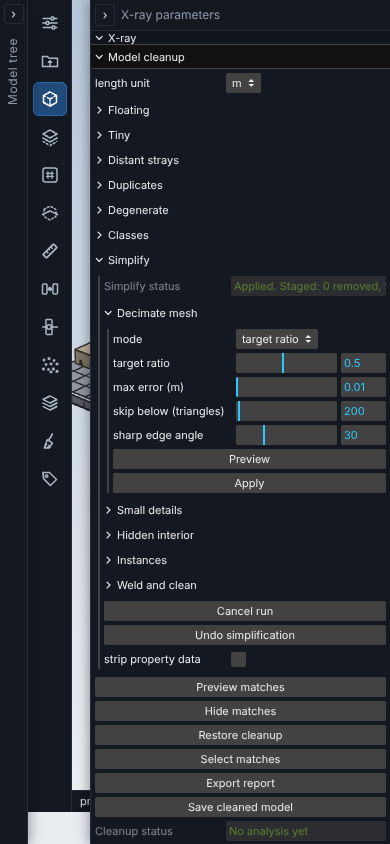 X-ray parameters
Model tree
X-ray
Model cleanup
length unit m
Floating
Tiny
Distant strays
Duplicates
Degenerate
Classes
Simplify
Simplify status Applied. Staged: 0 removed,
Decimate mesh
mode target ratio
target ratio 0.5
max error (m) 0.01
skip below (triangles) 200
sharp edge angle 30
Preview
Apply
Small details
Hidden interior
Instances
Weld and clean
Cancel run
Undo simplification
strip property data
Preview matches
Hide matches
Restore cleanup
Select matches
Export report
Save cleaned model
Cleanup status No analysis yet